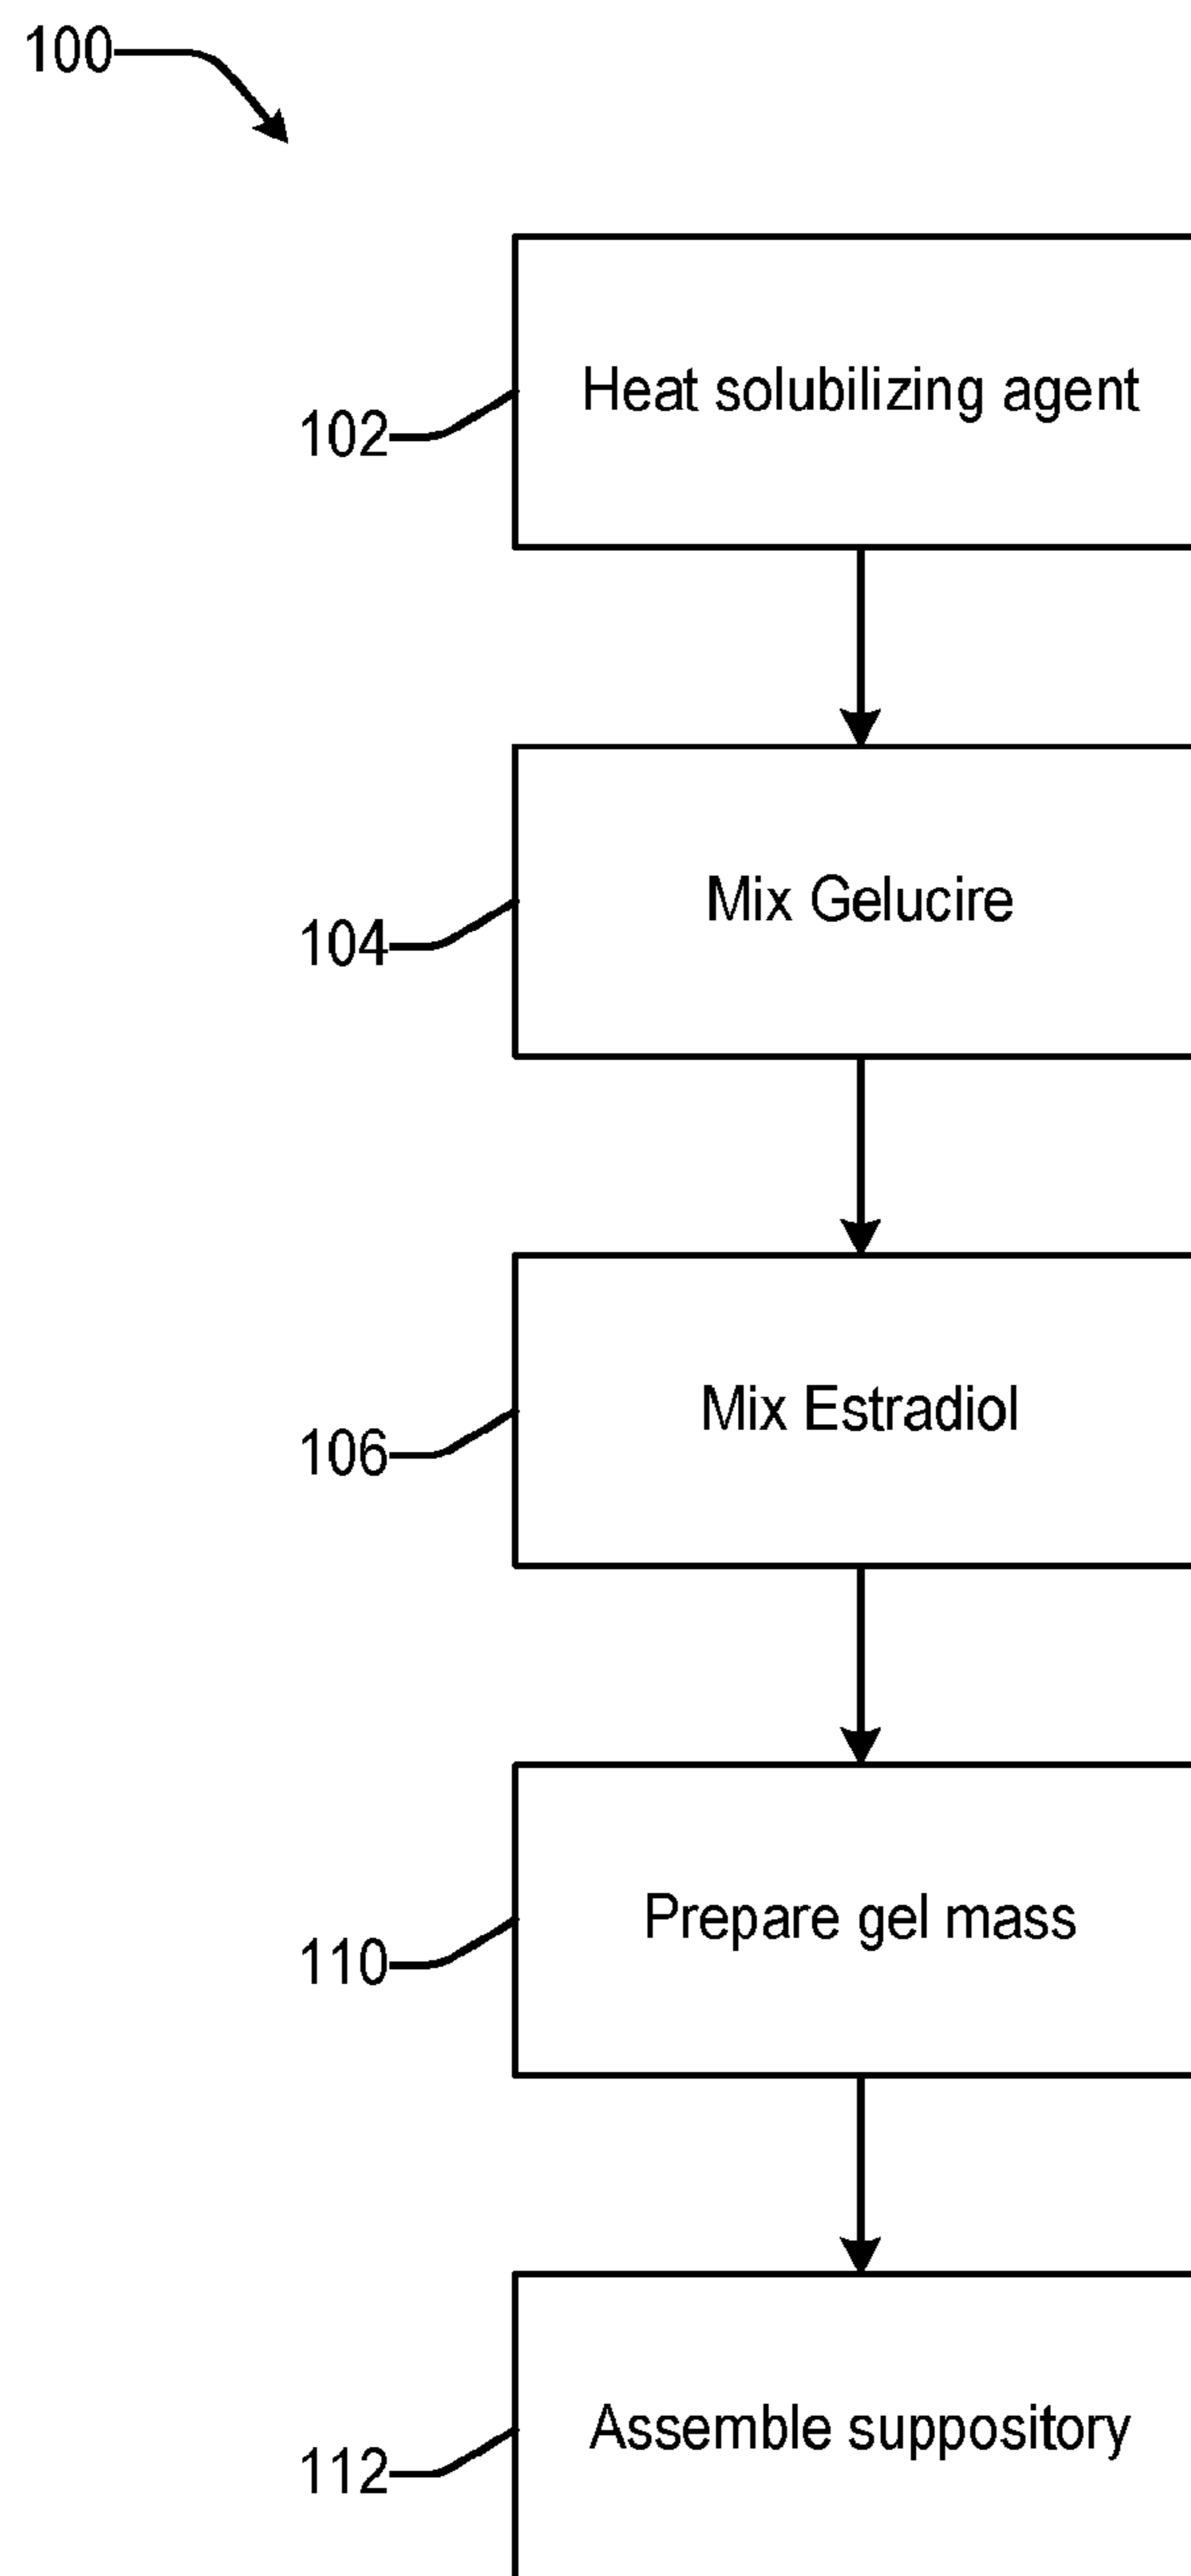 100
Heat solubilizing agent
102
Mix Gelucire
104
Mix Estradiol
106
Prepare gel mass
110
Assemble suppository
112